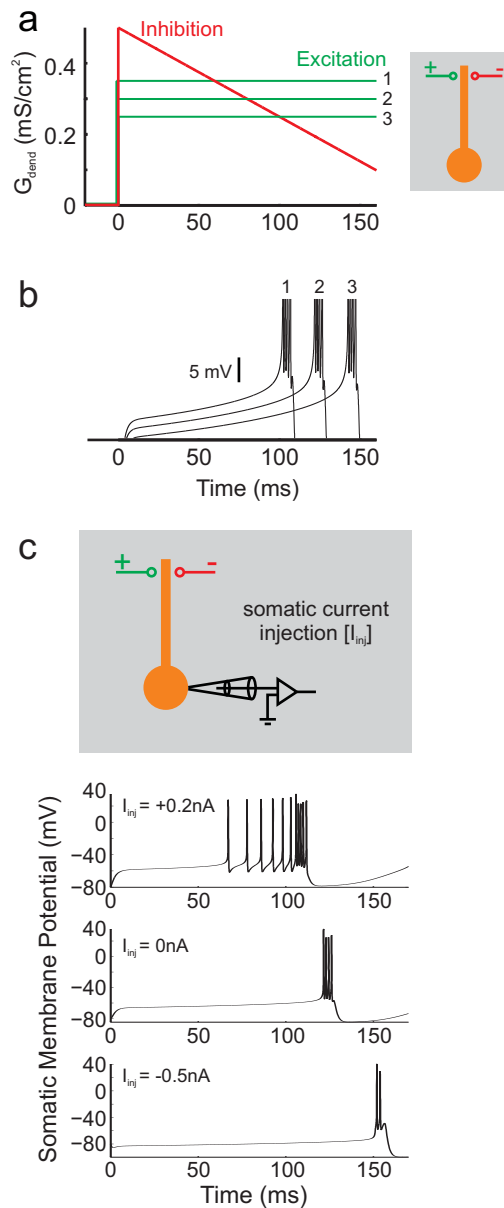 a
Inhibition
Excitation
G_dend (mS/cm²)
0.4
0.2
0
1
2
3
0 50 100 150
+ -
b
1 2 3
5 mV
0 50 100 150
Time (ms)
c
+ -
somatic current
injection [I_inj]
Somatic Membrane Potential (mV)
I_inj = +0.2nA
40
0
−40
−80
0 50 100 150
I_inj = 0nA
40
0
−40
−80
0 50 100 150
I_inj = -0.5nA
40
0
−40
−80
0 50 100 150
Time (ms)